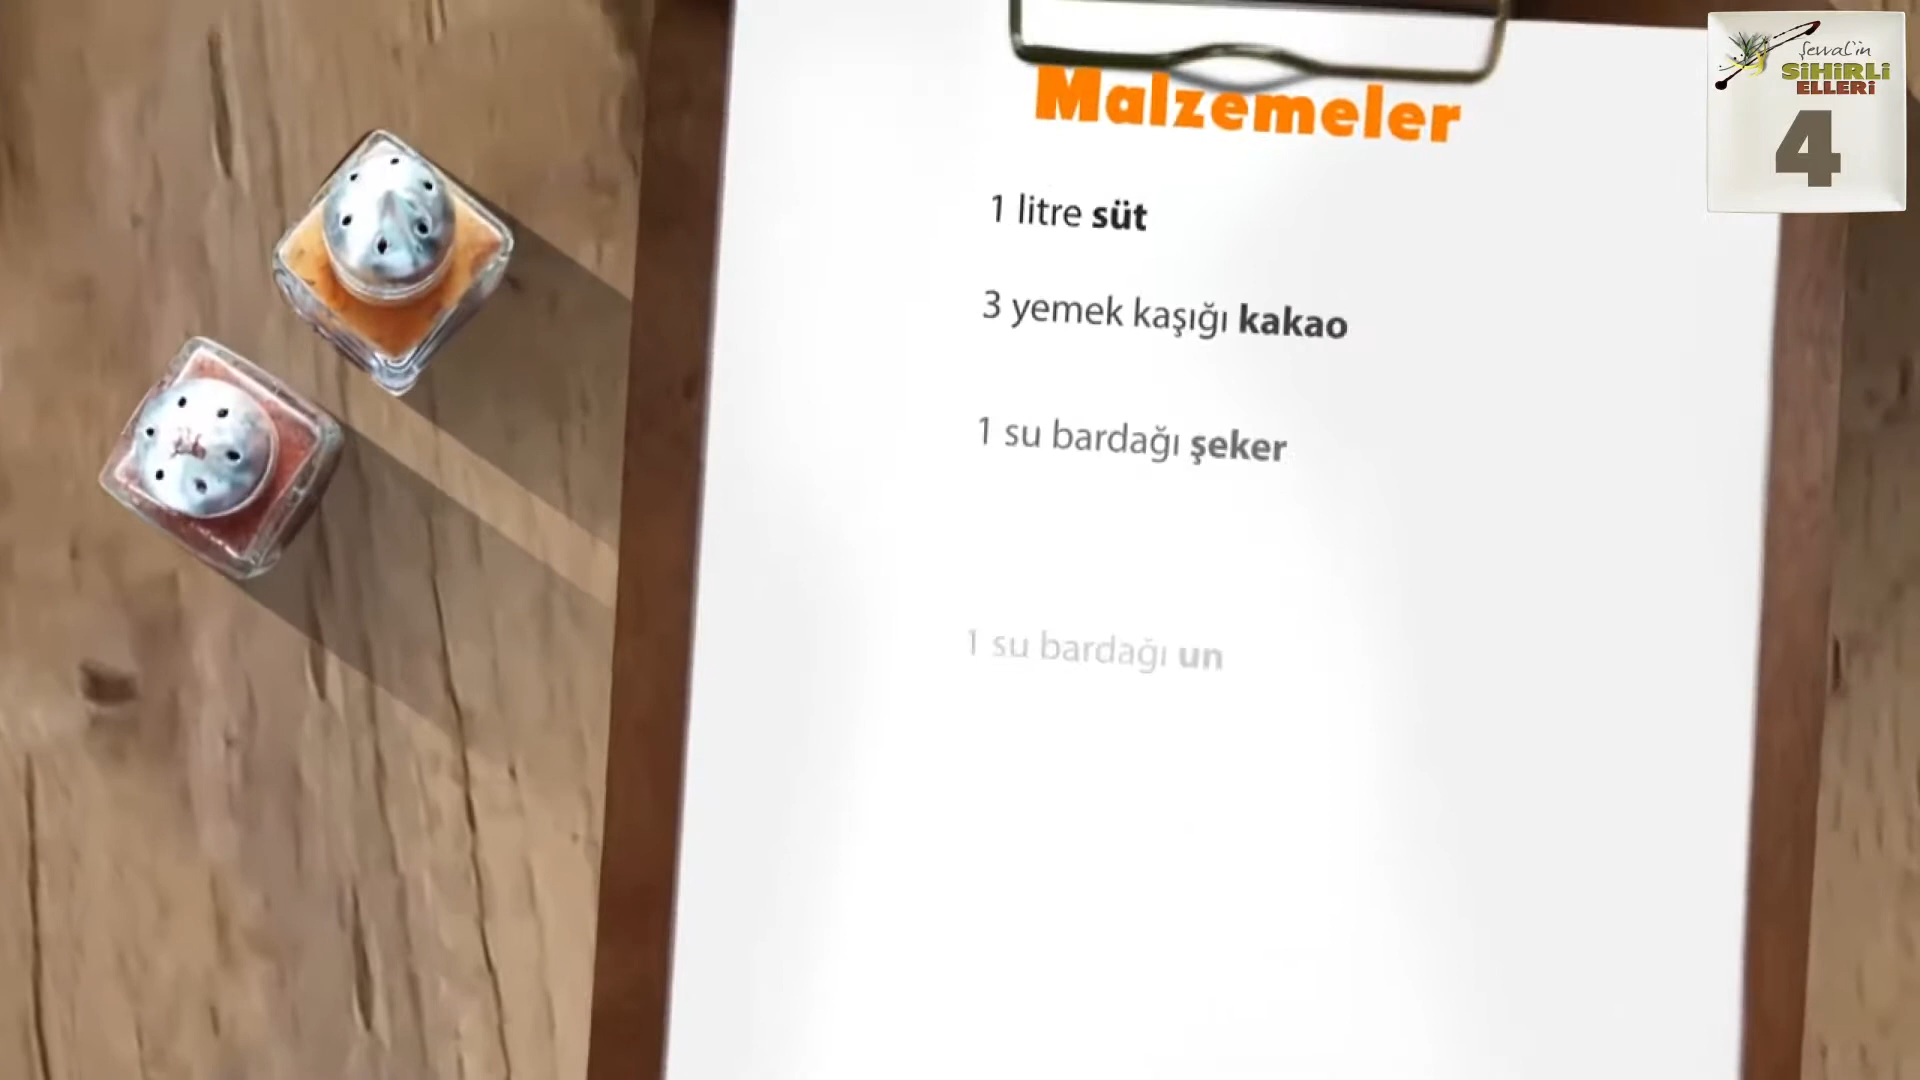 Malzemeler
1 litre süt
3 yemek kaşığı kakao
1 su bardağı şeker
1 su bardağı un
Şevval'in
SİHİRLİ
ELLERİ
4